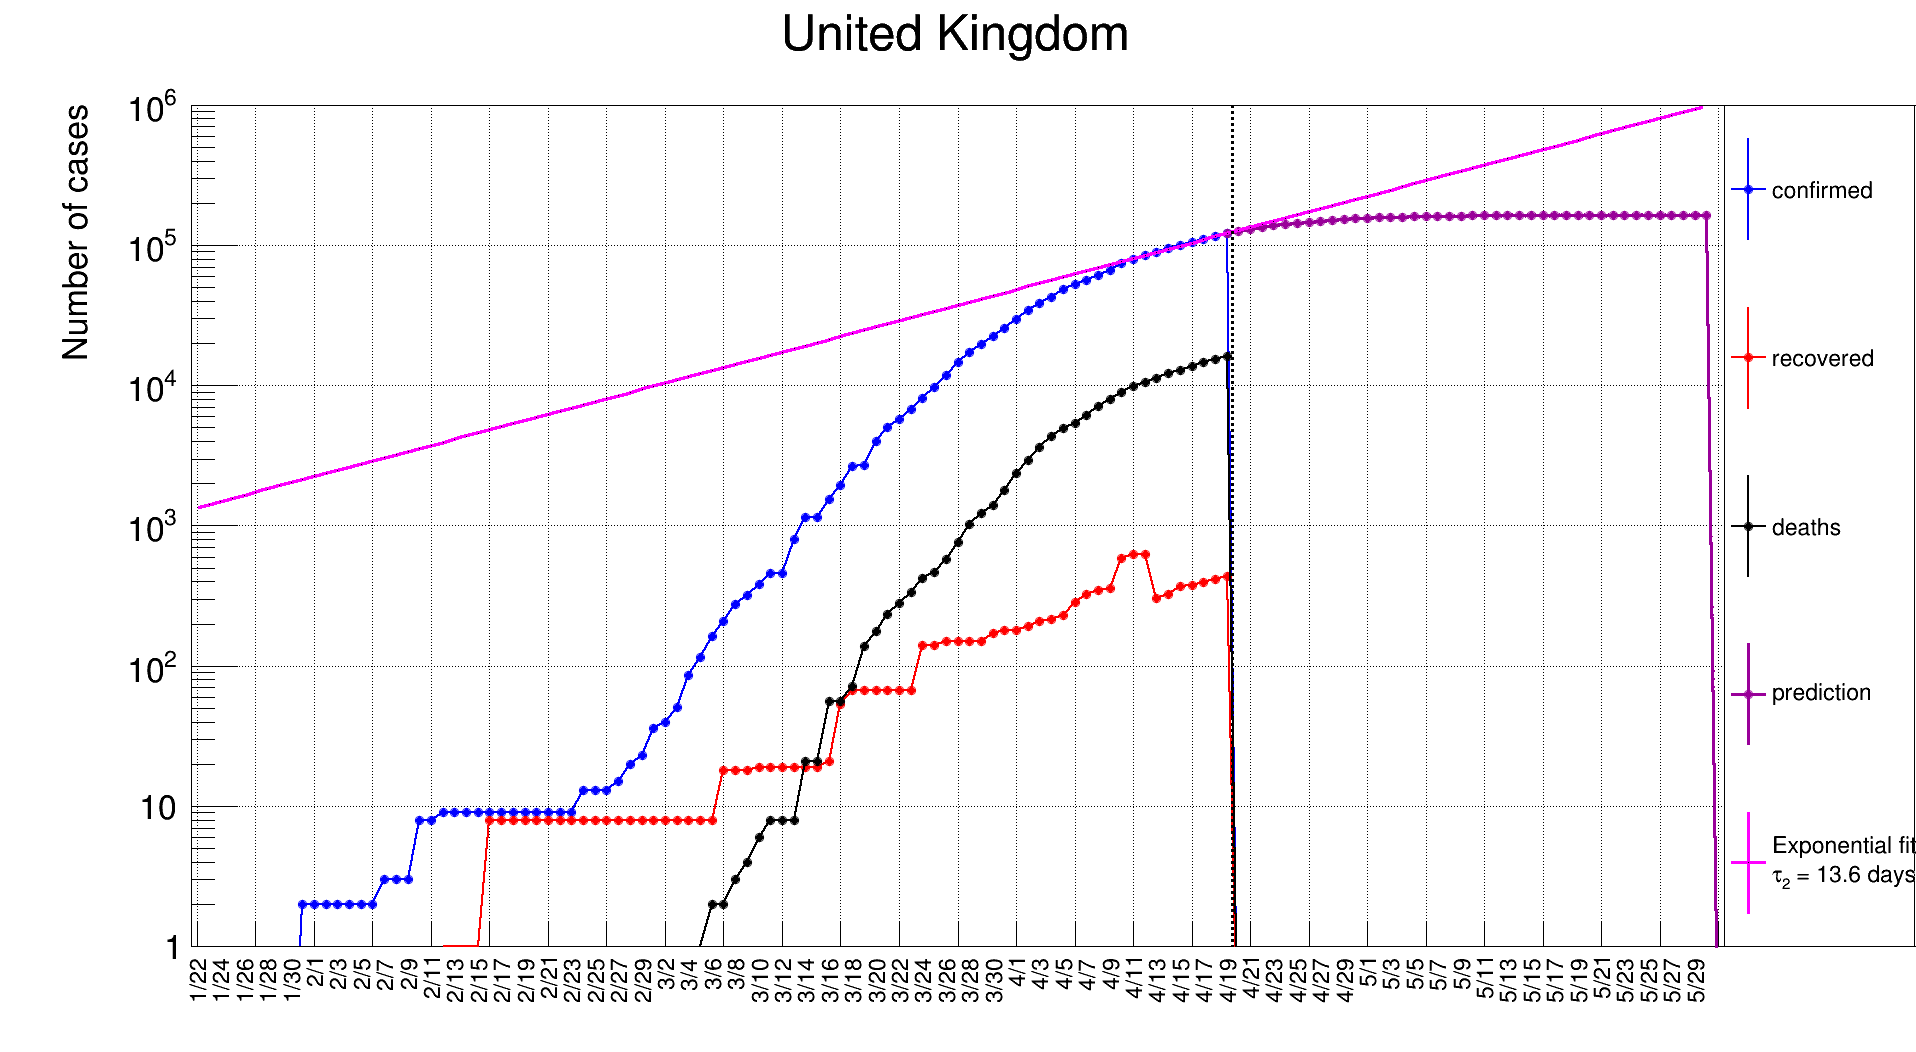 United Kingdom
Number of cases
10^6
10^5
10^4
10^3
10^2
10
1
1/22 1/24 1/26 1/28 1/30 2/1 2/3 2/5 2/7 2/9 2/11 2/13 2/15 2/17 2/19 2/21 2/23 2/25 2/27 2/29 3/2 3/4 3/6 3/8 3/10 3/12 3/14 3/16 3/18 3/20 3/22 3/24 3/26 3/28 3/30 4/1 4/3 4/5 4/7 4/9 4/11 4/13 4/15 4/17 4/19 4/21 4/23 4/25 4/27 4/29 5/1 5/3 5/5 5/7 5/9 5/11 5/13 5/15 5/17 5/19 5/21 5/23 5/25 5/27 5/29
confirmed
recovered
deaths
prediction
Exponential fit
τ₂ = 13.6 days